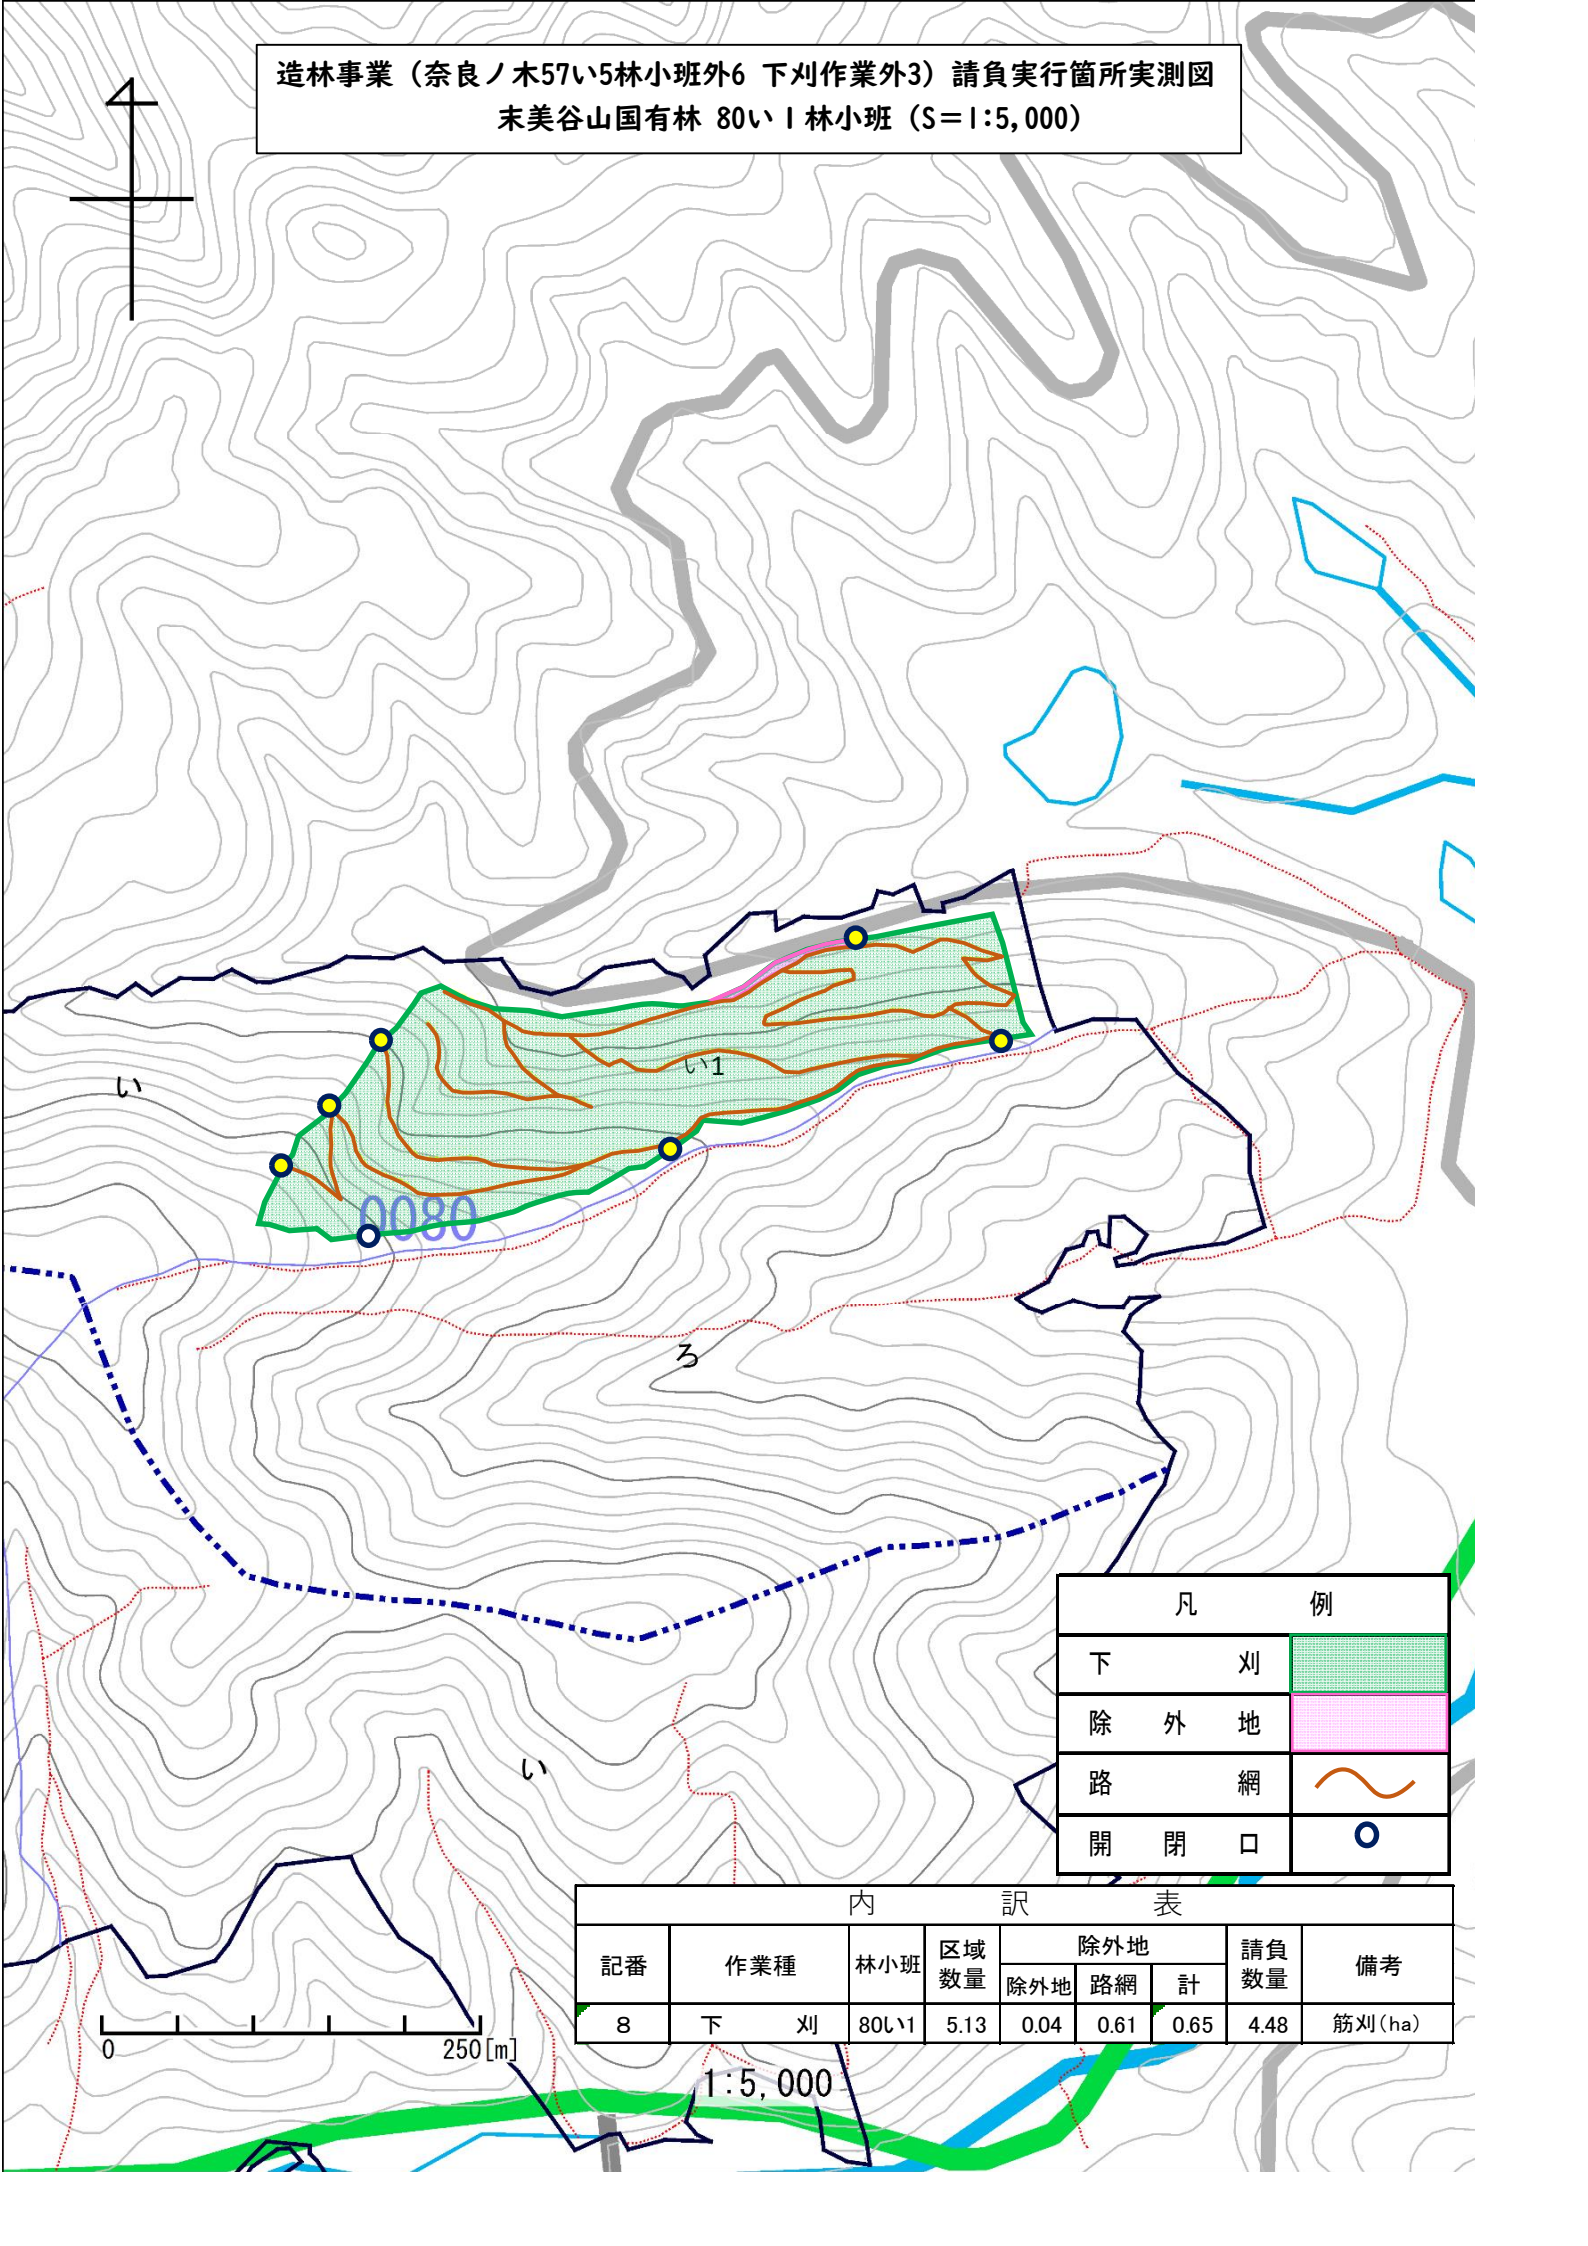 造林事業（奈良ノ木57い5林小班外6 下刈作業外3）請負実行箇所実測図
末美谷山国有林 80い1林小班（S＝1:5,000）
い1
い
0080
ろ
い
凡 例
下 刈
除 外 地
路 網
開 閉 口
内 訳 表
記番 作業種 林小班 区域数量 除外地 請負数量 備考
除外地 路網 計
8 下 刈 80い1 5.13 0.04 0.61 0.65 4.48 筋刈(ha)
0 250[m]
1:5,000